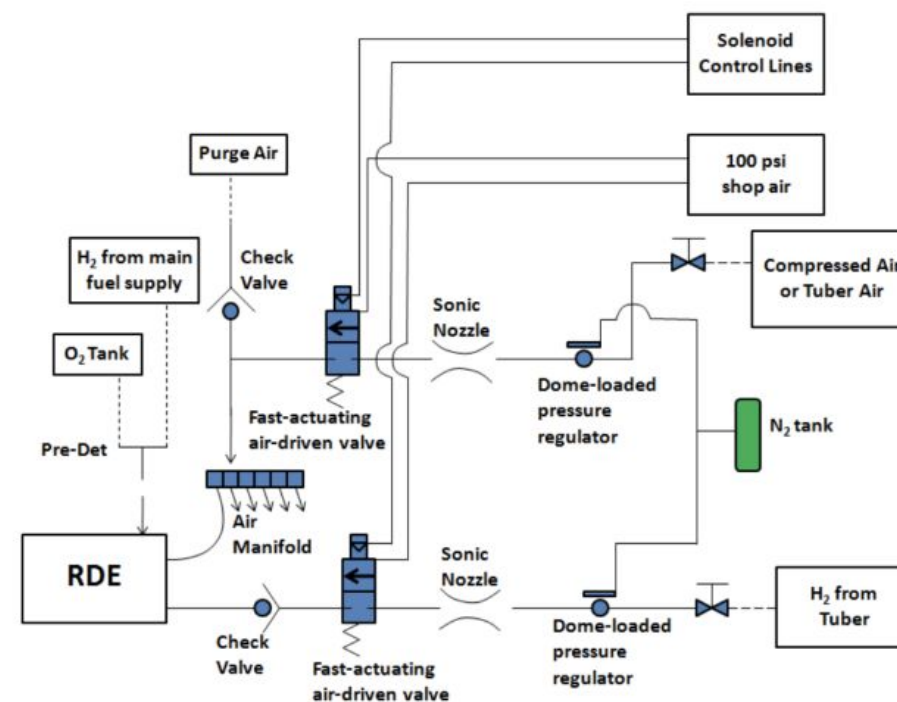 Solenoid
Control Lines
Purge Air
100 psi
shop air
H₂ from main
fuel supply
Check
Valve
Compressed Air
or Tuber Air
Sonic
Nozzle
O₂ Tank
Dome-loaded
pressure
regulator
Fast-actuating
air-driven valve
N₂ tank
Pre-Det
Air
Manifold
RDE
Sonic
Nozzle
H₂ from
Tuber
Check
Valve
Dome-loaded
pressure
regulator
Fast-actuating
air-driven valve